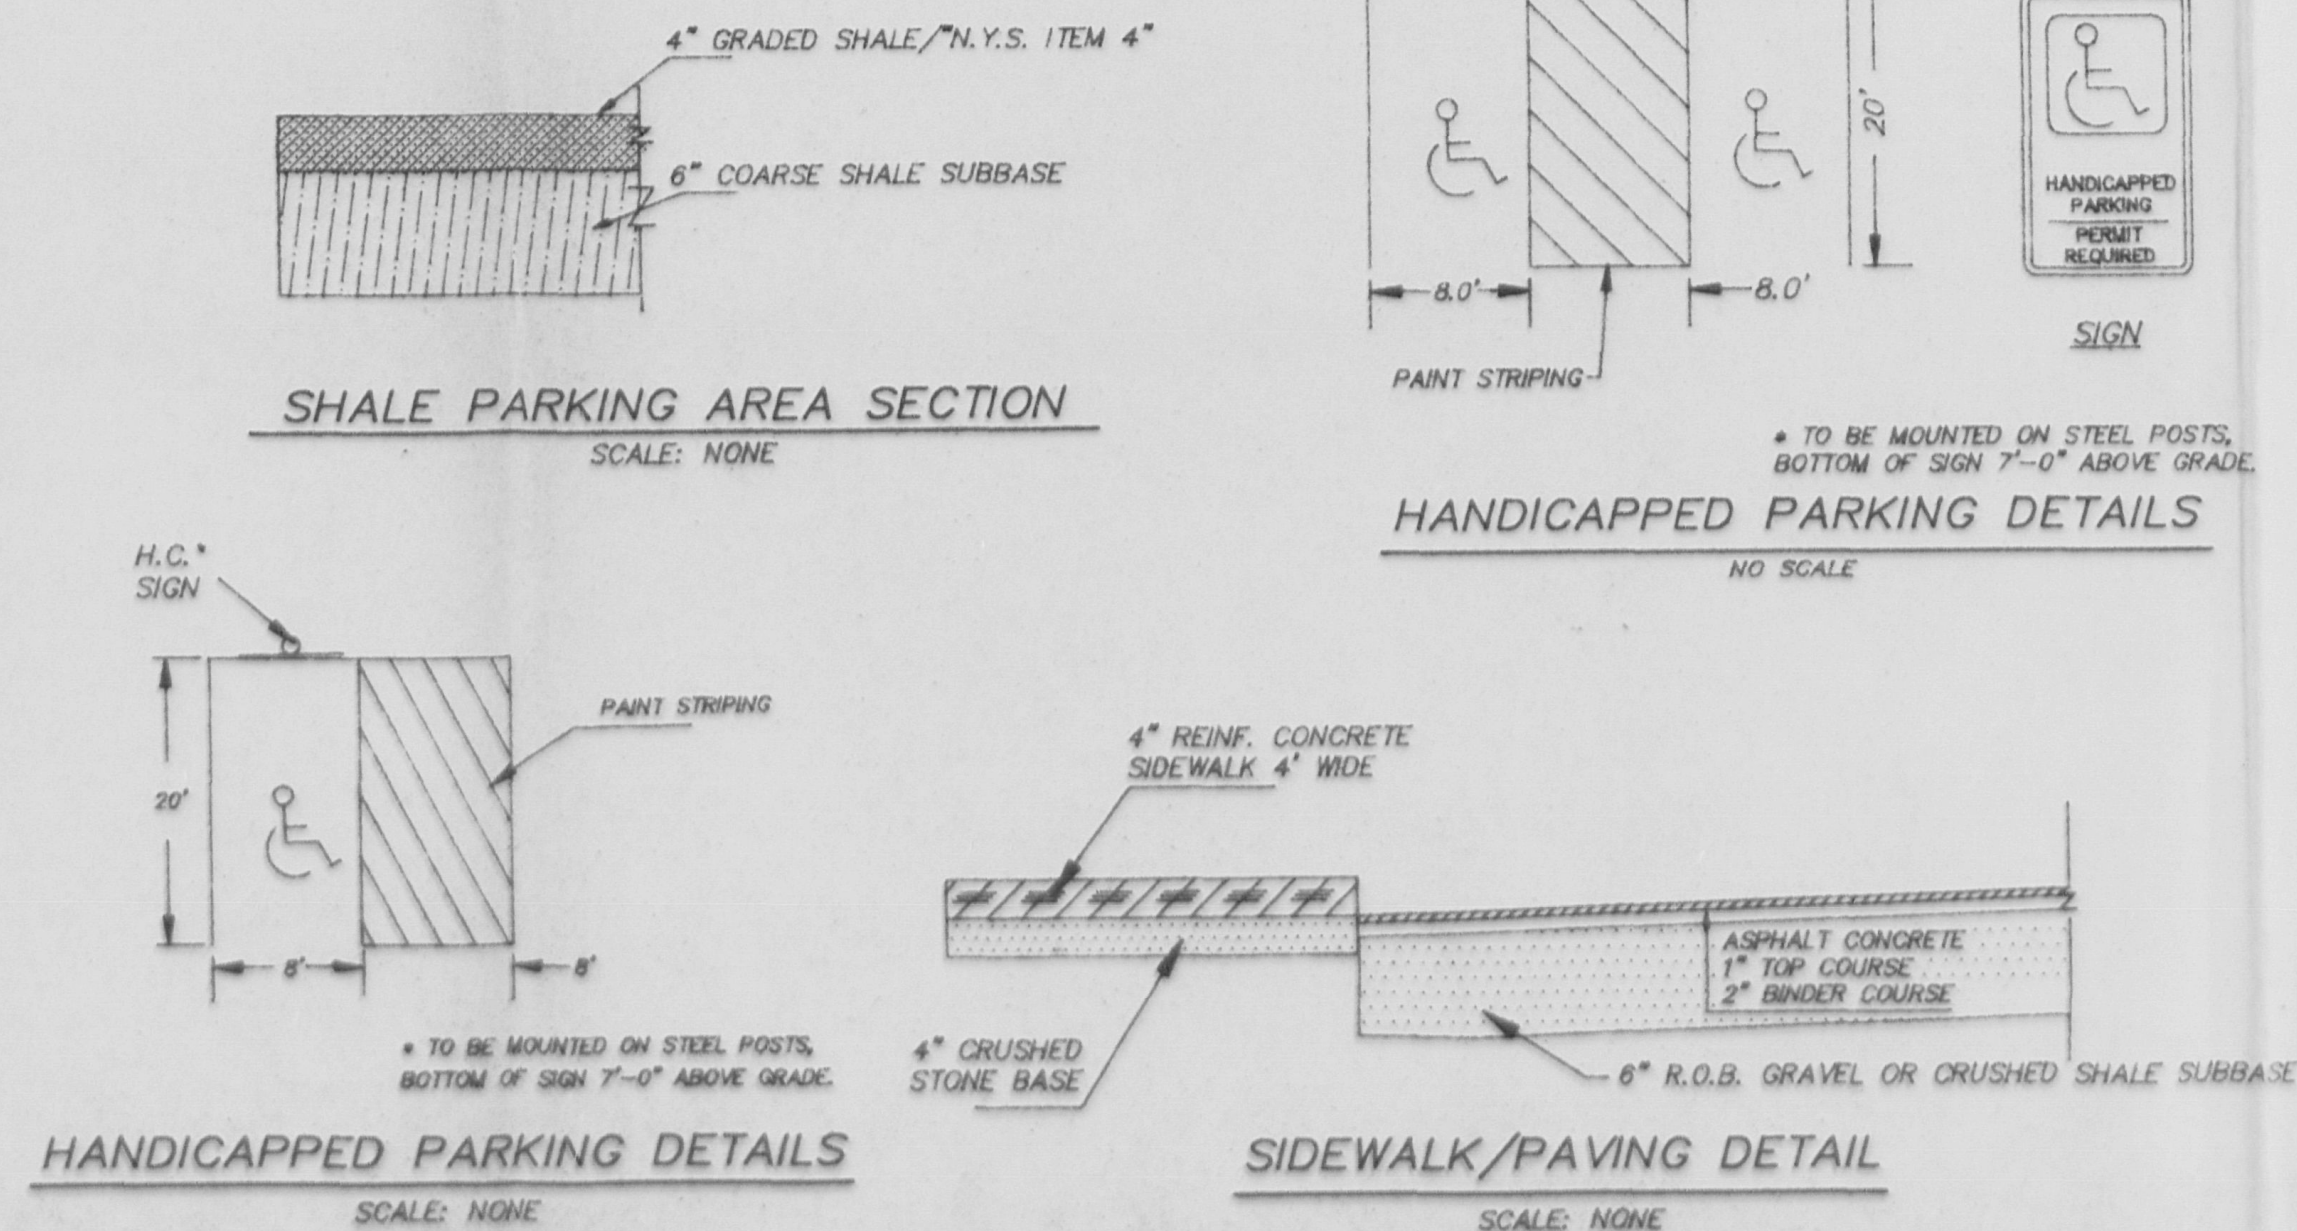 4" GRADED SHALE/"N.Y.S. ITEM 4"
6" COARSE SHALE SUBBASE
SHALE PARKING AREA SECTION
SCALE: NONE
20'
8.0'
8.0'
PAINT STRIPING
HANDICAPPED
PARKING
PERMIT
REQUIRED
SIGN
* TO BE MOUNTED ON STEEL POSTS,
BOTTOM OF SIGN 7'-0" ABOVE GRADE.
HANDICAPPED PARKING DETAILS
NO SCALE
H.C.*
SIGN
PAINT STRIPING
20'
8'
8'
* TO BE MOUNTED ON STEEL POSTS,
BOTTOM OF SIGN 7'-0" ABOVE GRADE.
HANDICAPPED PARKING DETAILS
SCALE: NONE
4" REINF. CONCRETE
SIDEWALK 4' WIDE
ASPHALT CONCRETE
1" TOP COURSE
2" BINDER COURSE
4" CRUSHED
STONE BASE
6" R.O.B. GRAVEL OR CRUSHED SHALE SUBBASE
SIDEWALK/PAVING DETAIL
SCALE: NONE